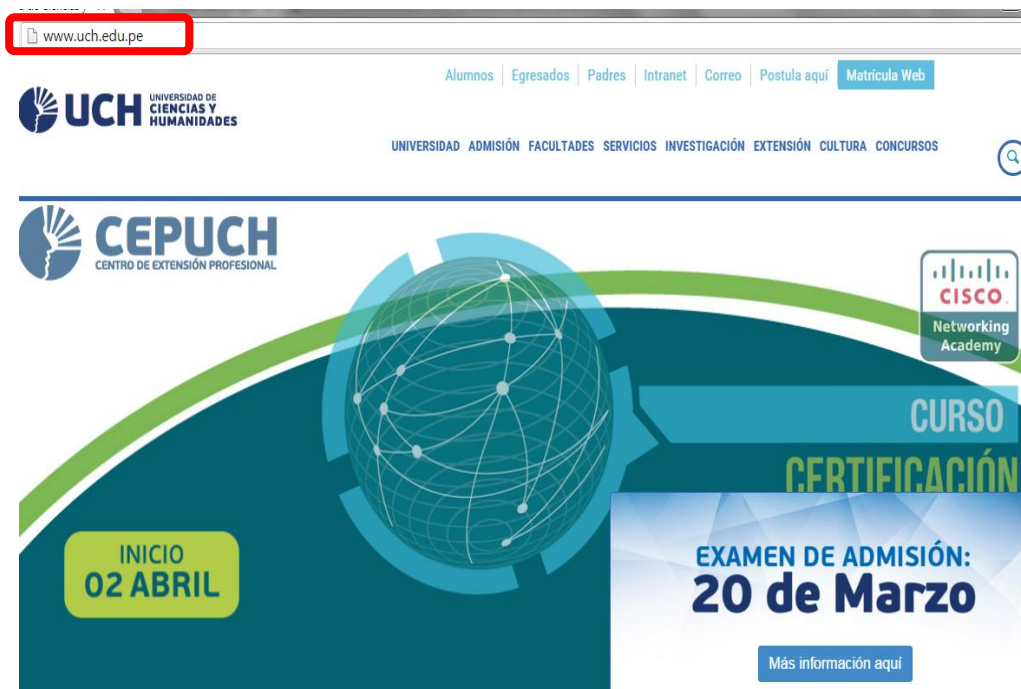 www.uch.edu.pe
Alumnos Egresados Padres Intranet Correo Postula aquí Matrícula Web
UCH UNIVERSIDAD DE
CIENCIAS Y
HUMANIDADES
UNIVERSIDAD ADMISIÓN FACULTADES SERVICIOS INVESTIGACIÓN EXTENSIÓN CULTURA CONCURSOS
CEPUCH
CENTRO DE EXTENSIÓN PROFESIONAL
CISCO
Networking
Academy
CURSO
CERTIFICACIÓN
INICIO
02 ABRIL
EXAMEN DE ADMISIÓN:
20 de Marzo
Más información aquí